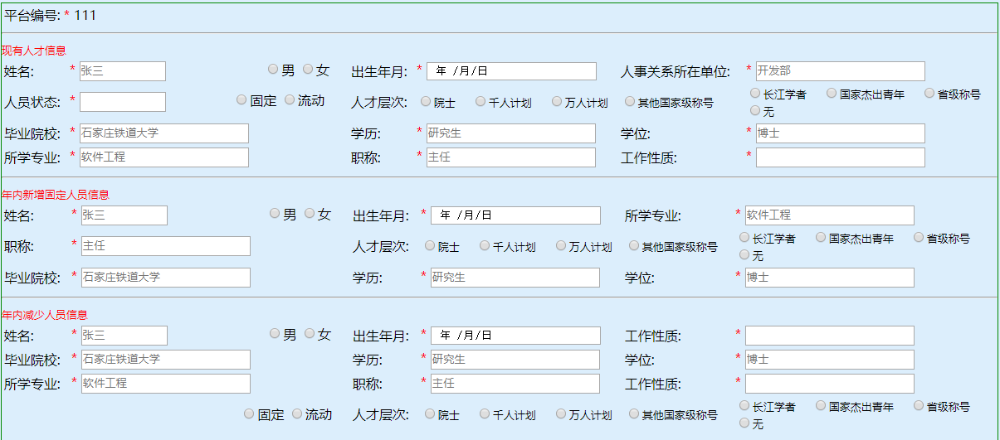 平台编号: * 111
现有人才信息
姓名: * 张三 男 女 出生年月: * 年 /月/日 人事关系所在单位: * 开发部
人员状态: * 固定 流动 人才层次: * 院士 千人计划 万人计划 其他国家级称号 长江学者 国家杰出青年 省级称号
无
毕业院校: * 石家庄铁道大学 学历: * 研究生 学位: * 博士
所学专业: * 软件工程 职称: * 主任 工作性质: *
年内新增固定人员信息
姓名: * 张三 男 女 出生年月: * 年 /月/日 所学专业: * 软件工程
职称: * 主任 人才层次: * 院士 千人计划 万人计划 其他国家级称号 长江学者 国家杰出青年 省级称号
无
毕业院校: * 石家庄铁道大学 学历: * 研究生 学位: * 博士
年内减少人员信息
姓名: * 张三 男 女 出生年月: * 年 /月/日 工作性质: *
毕业院校: * 石家庄铁道大学 学历: * 研究生 学位: * 博士
所学专业: * 软件工程 职称: * 主任 工作性质: *
固定 流动 人才层次: * 院士 千人计划 万人计划 其他国家级称号 长江学者 国家杰出青年 省级称号
无